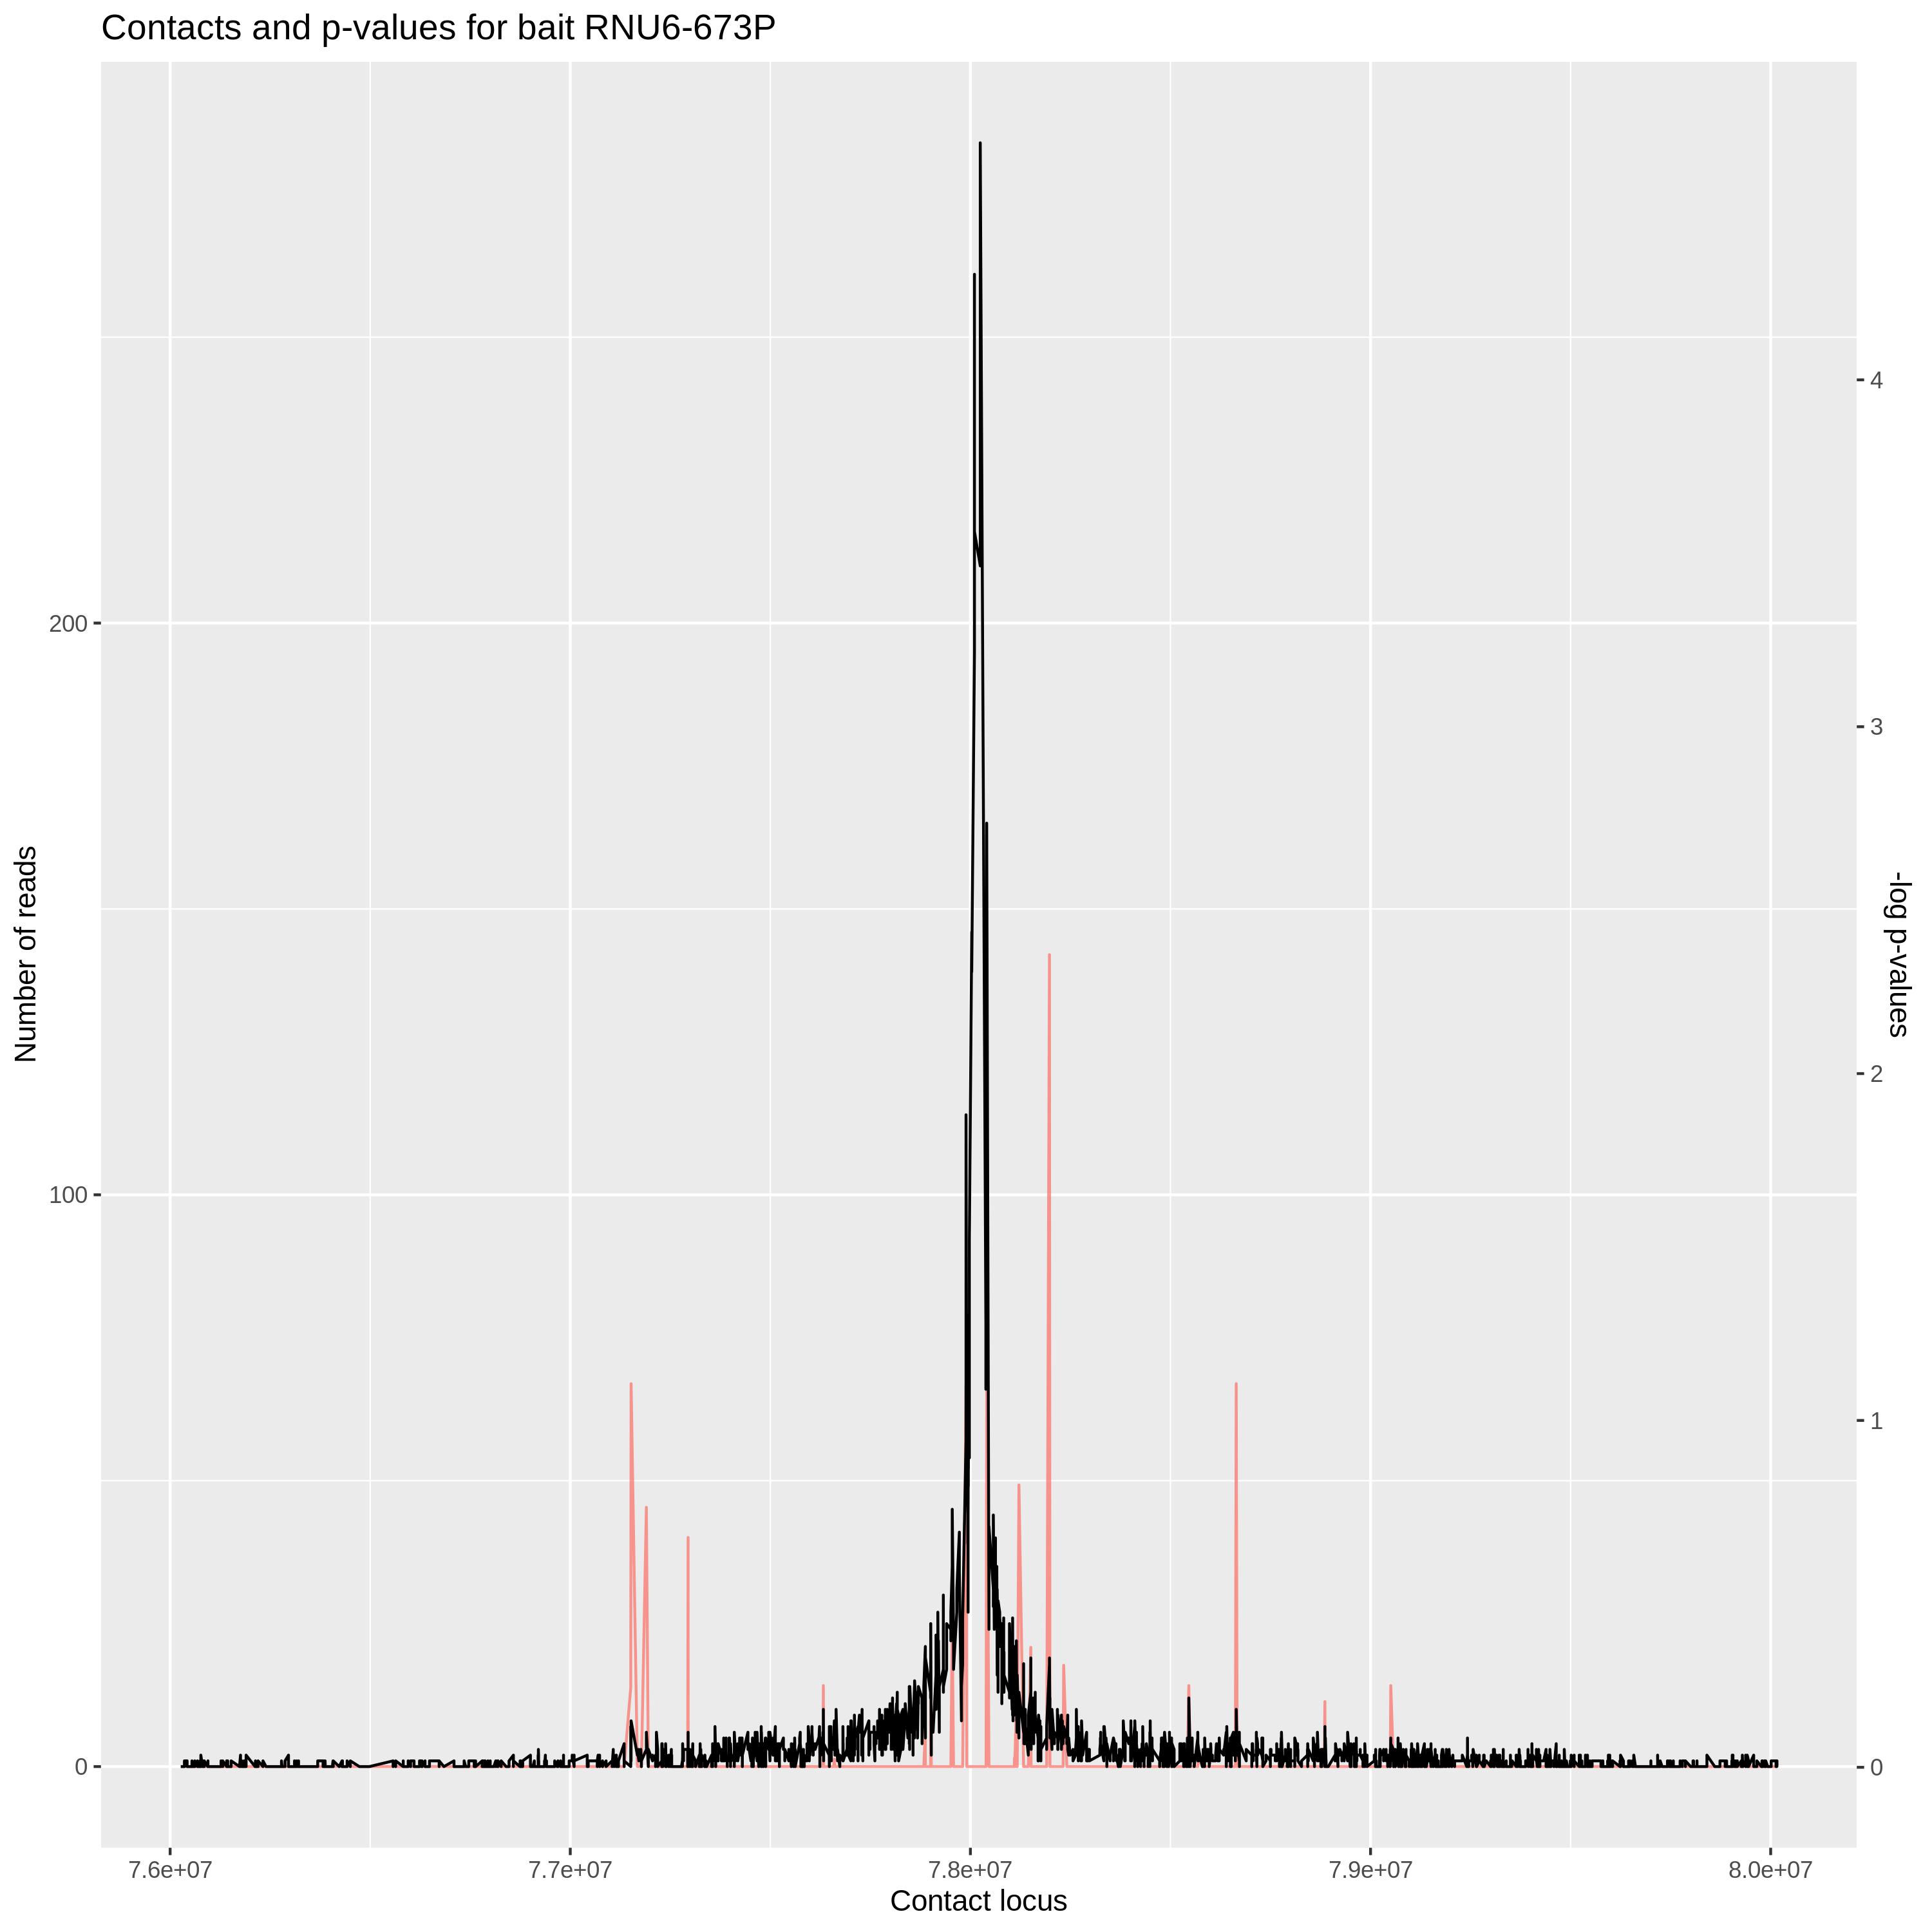 Contacts and p-values for bait RNU6-673P
Number of reads
200
100
0
-log p-values
4
3
2
1
0
7.6e+07
7.7e+07
7.8e+07
7.9e+07
8.0e+07
Contact locus